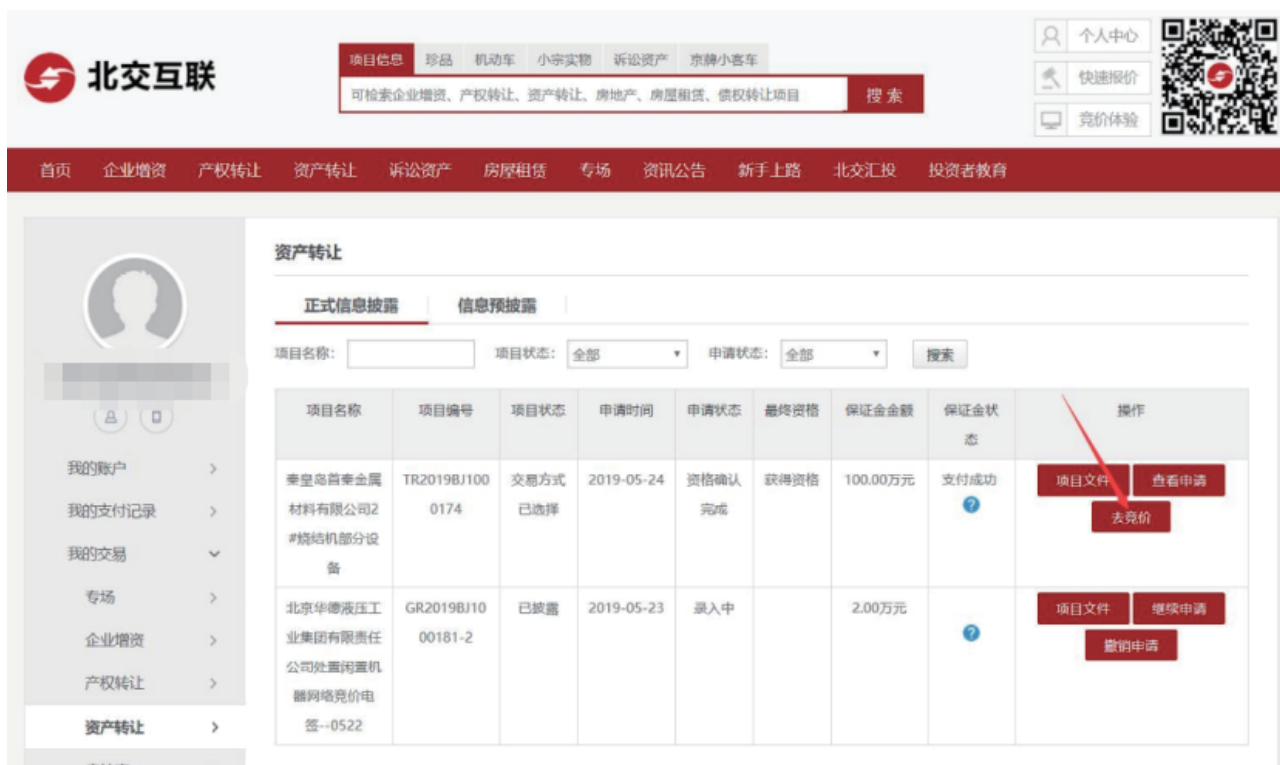 北交互联
项目信息 珍品 机动车 小宗实物 诉讼资产 京牌小客车
可检索企业增资、产权转让、资产转让、房地产、房屋租赁、债权转让项目 搜索
个人中心
快速报价
竞价体验
首页 企业增资 产权转让 资产转让 诉讼资产 房屋租赁 专场 资讯公告 新手上路 北交汇投 投资者教育
我的账户
我的支付记录
我的交易
专场
企业增资
产权转让
资产转让
资产转让
正式信息披露 信息预披露
项目名称: 项目状态: 全部 申请状态: 全部 搜索
项目名称 项目编号 项目状态 申请时间 申请状态 最终资格 保证金金额 保证金状 操作
态
秦皇岛首秦金属 TR2019BJ100 交易方式 2019-05-24 资格确认 获得资格 100.00万元 支付成功 项目文件 查看申请
材料有限公司2 0174 已选择 完成 ? 去竞价
#烧结机部分设
备
北京华德液压工 GR2019BJ10 已披露 2019-05-23 录入中 2.00万元 项目文件 继续申请
业集团有限责任 00181-2 ? 撤销申请
公司处置闲置机
器网络竞价电
签--0522